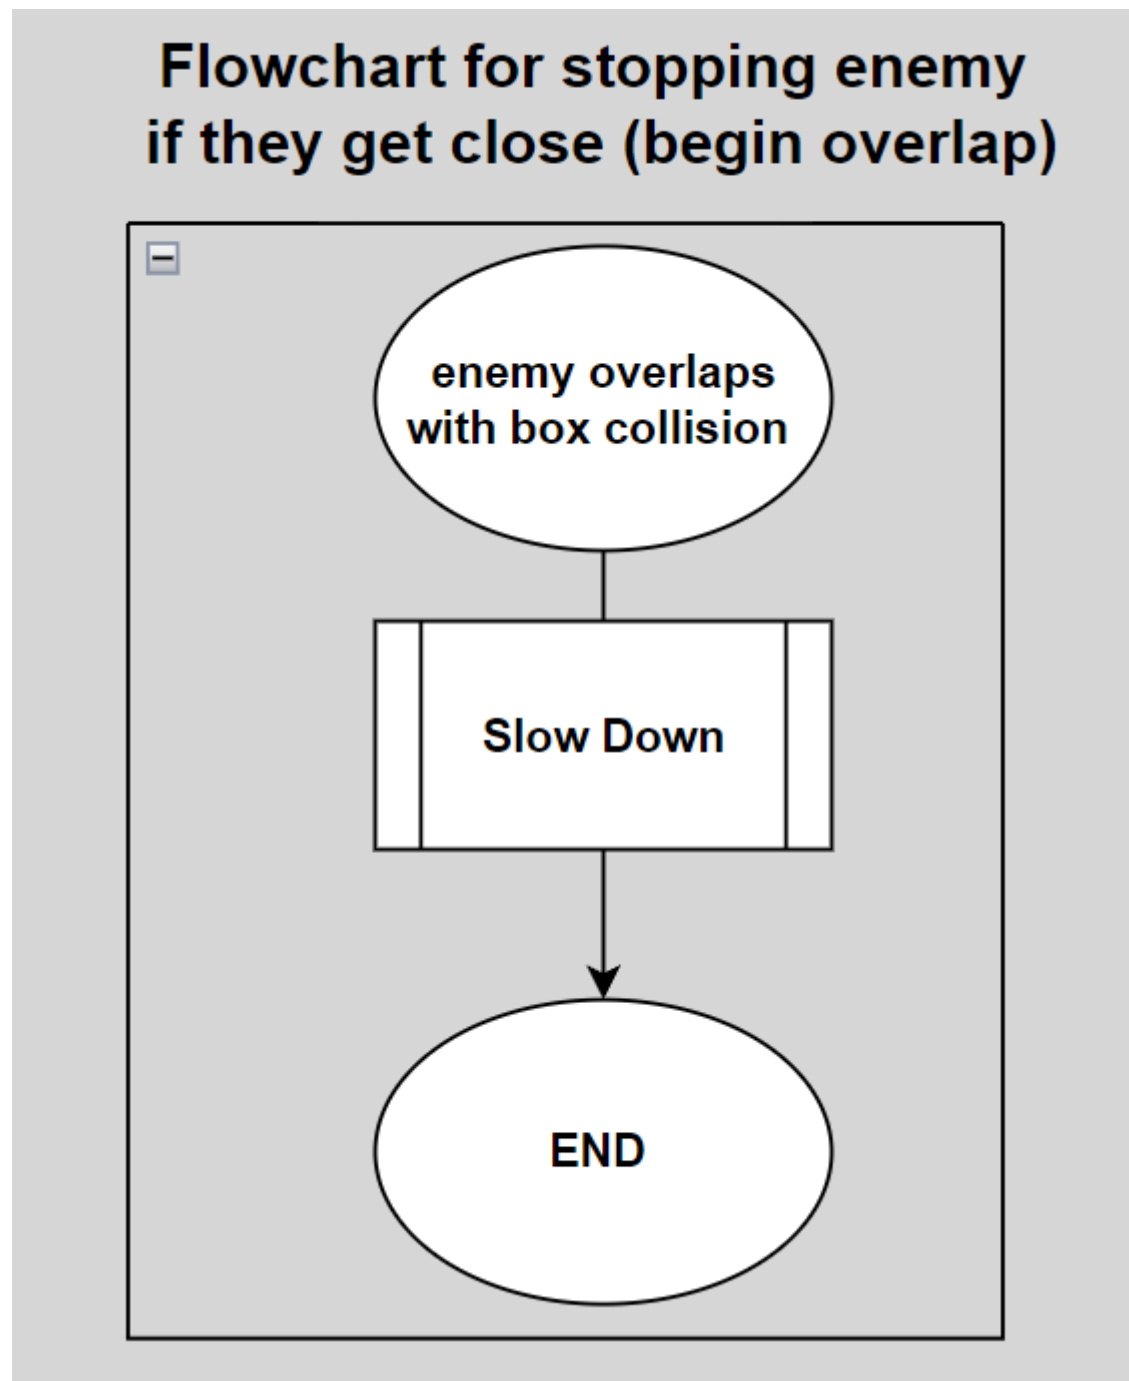 Flowchart for stopping enemy
if they get close (begin overlap)
enemy overlaps
with box collision
Slow Down
END